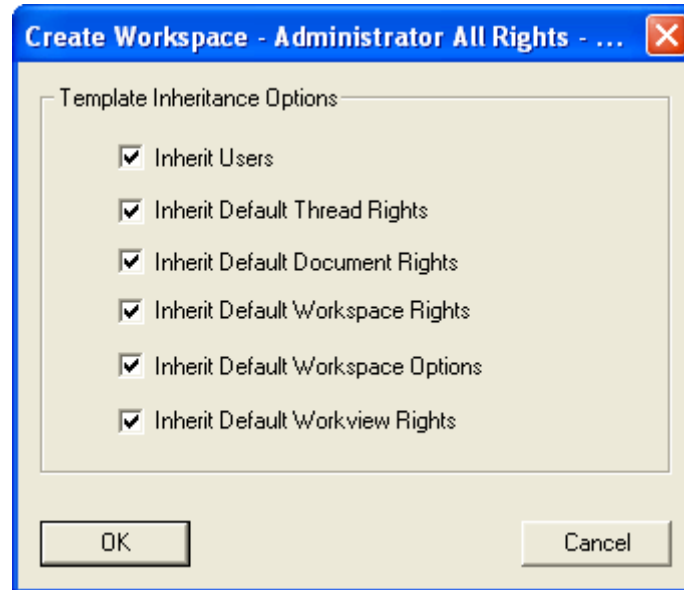 Create Workspace - Administrator All Rights - ...
Template Inheritance Options
Inherit Users
Inherit Default Thread Rights
Inherit Default Document Rights
Inherit Default Workspace Rights
Inherit Default Workspace Options
Inherit Default Workview Rights
OK Cancel